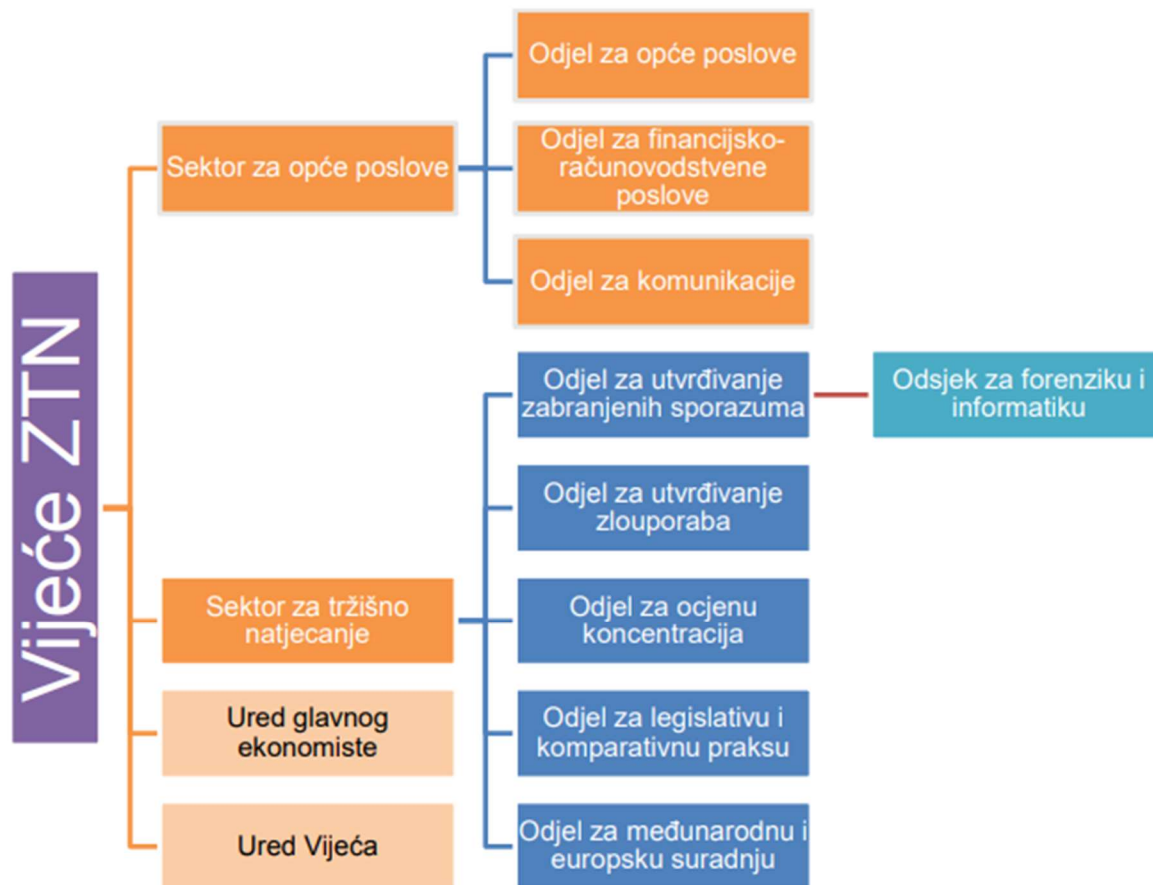 Vijeće ZTN
Sektor za opće poslove
Odjel za opće poslove
Odjel za financijsko-
računovodstvene
poslove
Odjel za komunikacije
Sektor za tržišno
natjecanje
Odjel za utvrđivanje
zabranjenih sporazuma
Odsjek za forenziku i
informatiku
Odjel za utvrđivanje
zlouporaba
Odjel za ocjenu
koncentracija
Odjel za legislativu i
komparativnu praksu
Odjel za međunarodnu i
europsku suradnju
Ured glavnog
ekonomiste
Ured Vijeća